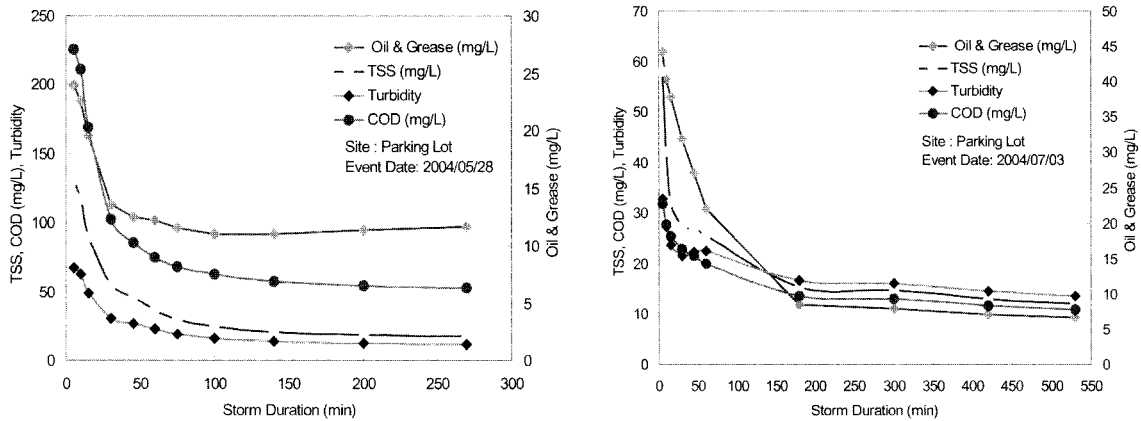 250
200
150
100
50
0
TSS, COD (mg/L), Turbidity
30
25
20
15
10
5
0
Oil & Grease (mg/L)
Oil & Grease (mg/L)
TSS (mg/L)
Turbidity
COD (mg/L)
Site : Parking Lot
Event Date: 2004/05/28
0 50 100 150 200 250 300
Storm Duration (min)
70
60
50
40
30
20
10
0
TSS, COD (mg/L), Turbidity
50
45
40
35
30
25
20
15
10
5
0
Oil & Grease (mg/L)
Oil & Grease (mg/L)
TSS (mg/L)
Turbidity
COD (mg/L)
Site : Parking Lot
Event Date: 2004/07/03
0 50 100 150 200 250 300 350 400 450 500 550
Storm Duration (min)